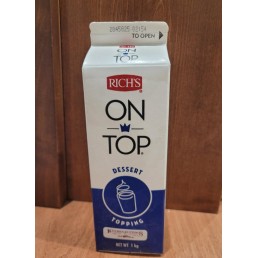 TO OPEN
RICH'S
ON
TOP
DESSERT
TOPPING
NET WT. 1 kg